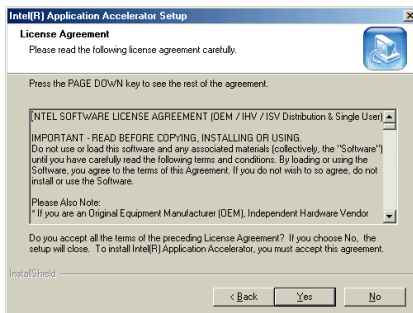 Intel(R) Application Accelerator Setup
License Agreement
Please read the following license agreement carefully.
Press the PAGE DOWN key to see the rest of the agreement.
INTEL SOFTWARE LICENSE AGREEMENT (OEM / IHV / ISV Distribution & Single User)
IMPORTANT - READ BEFORE COPYING, INSTALLING OR USING.
Do not use or load this software and any associated materials (collectively, the "Software")
until you have carefully read the following terms and conditions. By loading or using the
Software, you agree to the terms of this Agreement. If you do not wish to so agree, do not
install or use the Software.
Please Also Note:
* If you are an Original Equipment Manufacturer (OEM), Independent Hardware Vendor
Do you accept all the terms of the preceding License Agreement? If you choose No, the
setup will close. To install Intel(R) Application Accelerator, you must accept this agreement.
InstallShield
< Back Yes No